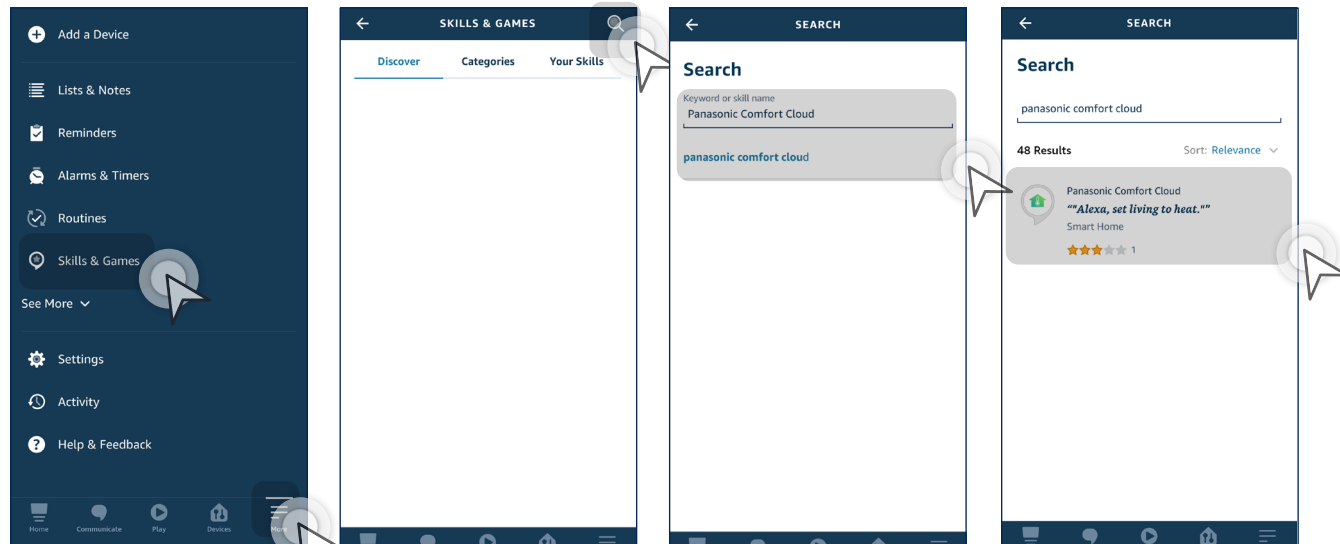 Add a Device
Lists & Notes
Reminders
Alarms & Timers
Routines
Skills & Games
See More
Settings
Activity
Help & Feedback
Home Communicate Play Devices More
SKILLS & GAMES
Discover Categories Your Skills
SEARCH
Search
Keyword or skill name
Panasonic Comfort Cloud
panasonic comfort cloud
SEARCH
Search
panasonic comfort cloud
48 Results Sort: Relevance
Panasonic Comfort Cloud
""Alexa, set living to heat.""
Smart Home
1